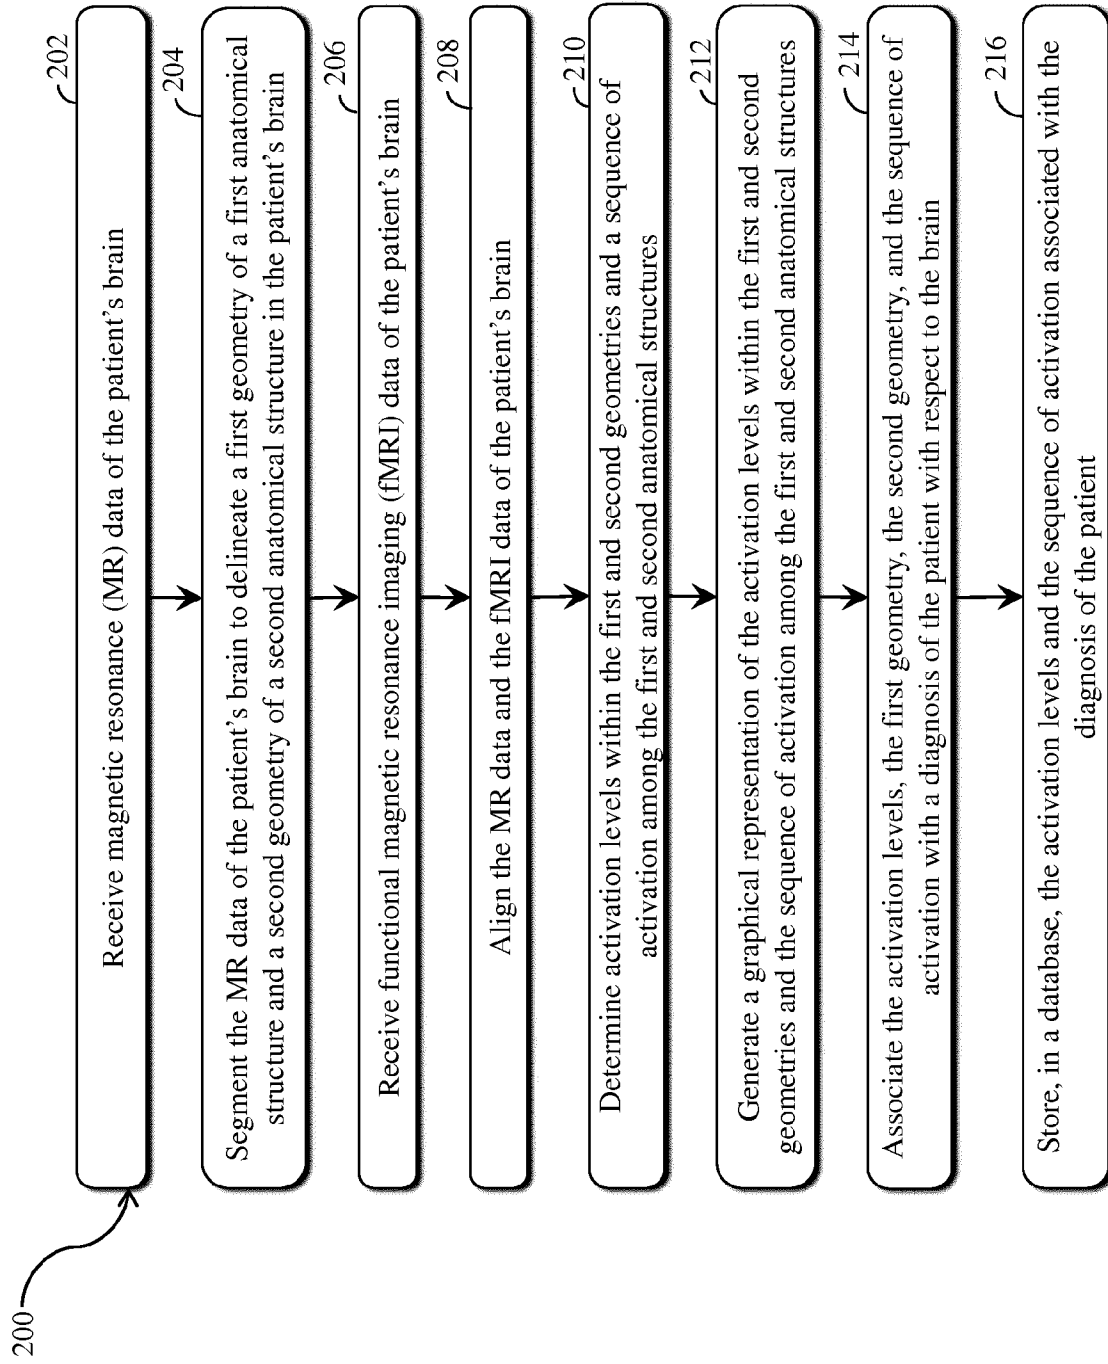 200
202
Receive magnetic resonance (MR) data of the patient's brain
204
Segment the MR data of the patient's brain to delineate a first geometry of a first anatomical
structure and a second geometry of a second anatomical structure in the patient's brain
206
Receive functional magnetic resonance imaging (fMRI) data of the patient's brain
208
Align the MR data and the fMRI data of the patient's brain
210
Determine activation levels within the first and second geometries and a sequence of
activation among the first and second anatomical structures
212
Generate a graphical representation of the activation levels within the first and second
geometries and the sequence of activation among the first and second anatomical structures
214
Associate the activation levels, the first geometry, the second geometry, and the sequence of
activation with a diagnosis of the patient with respect to the brain
216
Store, in a database, the activation levels and the sequence of activation associated with the
diagnosis of the patient